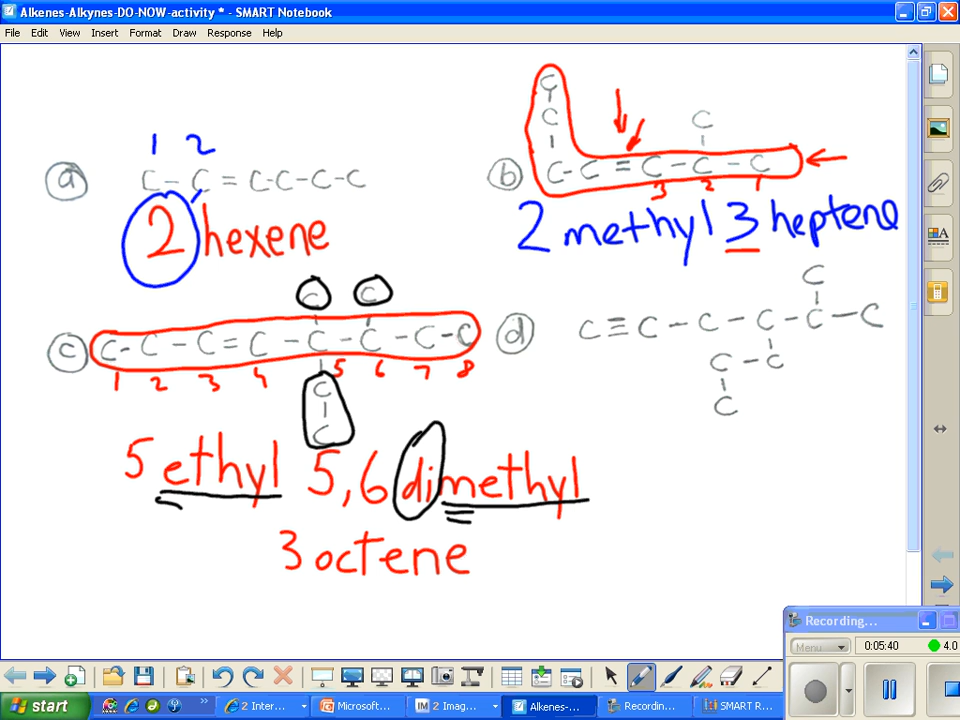 Alkenes-Alkynes-DO-NOW-activity * - SMART Notebook
File Edit View Insert Format Draw Response Help
a
1 2
C - C = C - C - C - C
2 hexene
b
C
C C
C - C = C - C - C
3 2 1
2 methyl 3 heptene
c
C C
C - C - C = C - C - C - C - C
1 2 3 4 5 6 7 8
C
C
5 ethyl 5,6 dimethyl
3 octene
d
C
C ≡ C - C - C - C - C
C - C
C
Recording...
Menu
0:05:40
4.0
start
2 Inter...
Microsoft...
2 Imag...
Alkenes-...
Recordin...
SMART R...